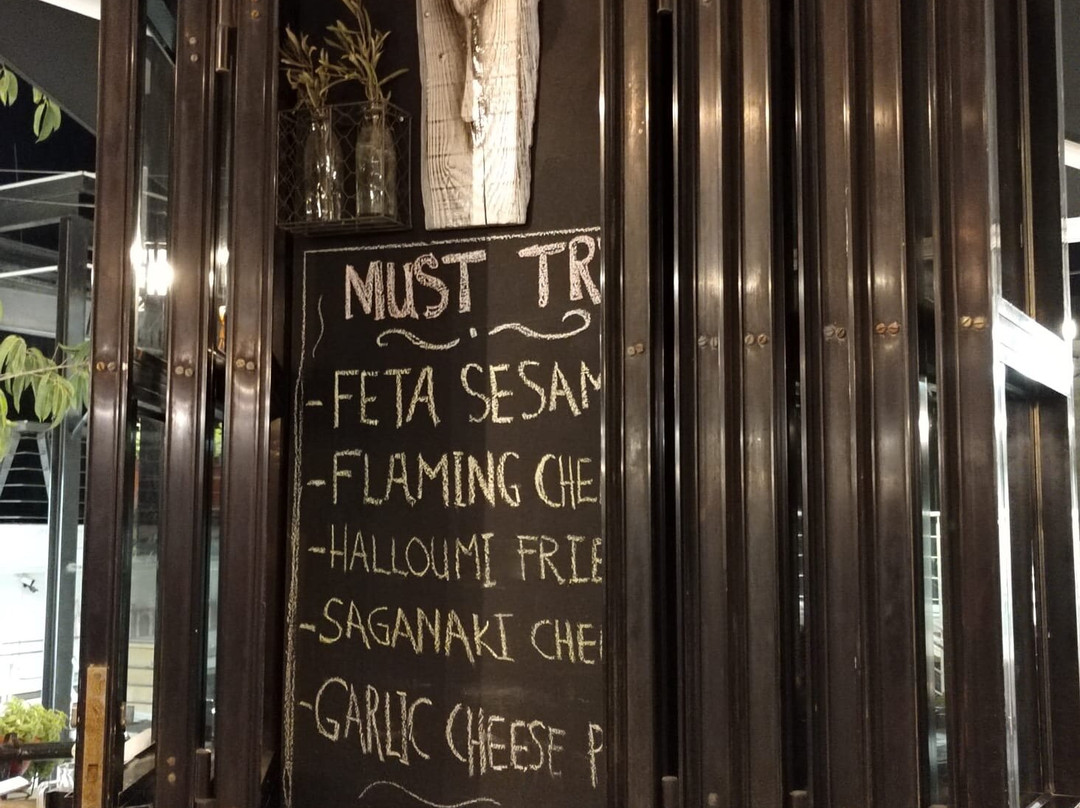 MUST TR
-FETA SESAM
-FLAMING CHE
-HALLOUMI FRIE
-SAGANAKI CHE
-GARLIC CHEESE P